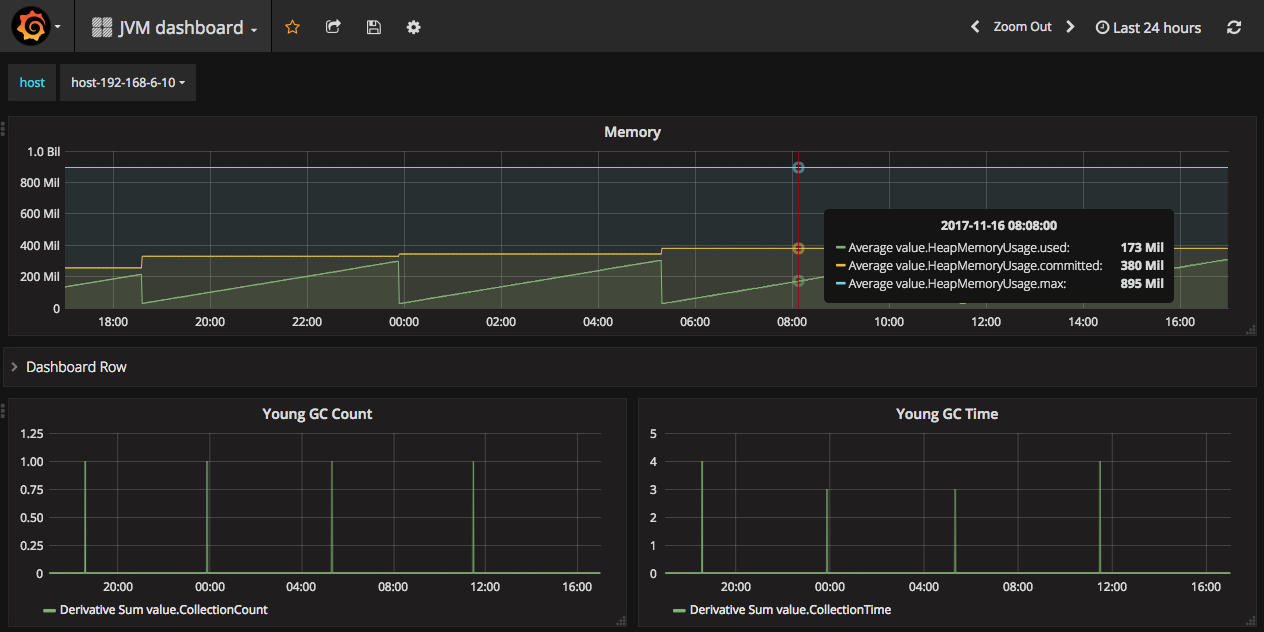 JVM dashboard
Zoom Out
Last 24 hours
host
host-192-168-6-10
Memory
1.0 Bil
800 Mil
600 Mil
400 Mil
200 Mil
0
18:00 20:00 22:00 00:00 02:00 04:00 06:00 08:00 10:00 12:00 14:00 16:00
2017-11-16 08:08:00
Average value.HeapMemoryUsage.used: 173 Mil
Average value.HeapMemoryUsage.committed: 380 Mil
Average value.HeapMemoryUsage.max: 895 Mil
Dashboard Row
Young GC Count
1.25
1.00
0.75
0.50
0.25
0
20:00 00:00 04:00 08:00 12:00 16:00
Derivative Sum value.CollectionCount
Young GC Time
5
4
3
2
1
0
20:00 00:00 04:00 08:00 12:00 16:00
Derivative Sum value.CollectionTime